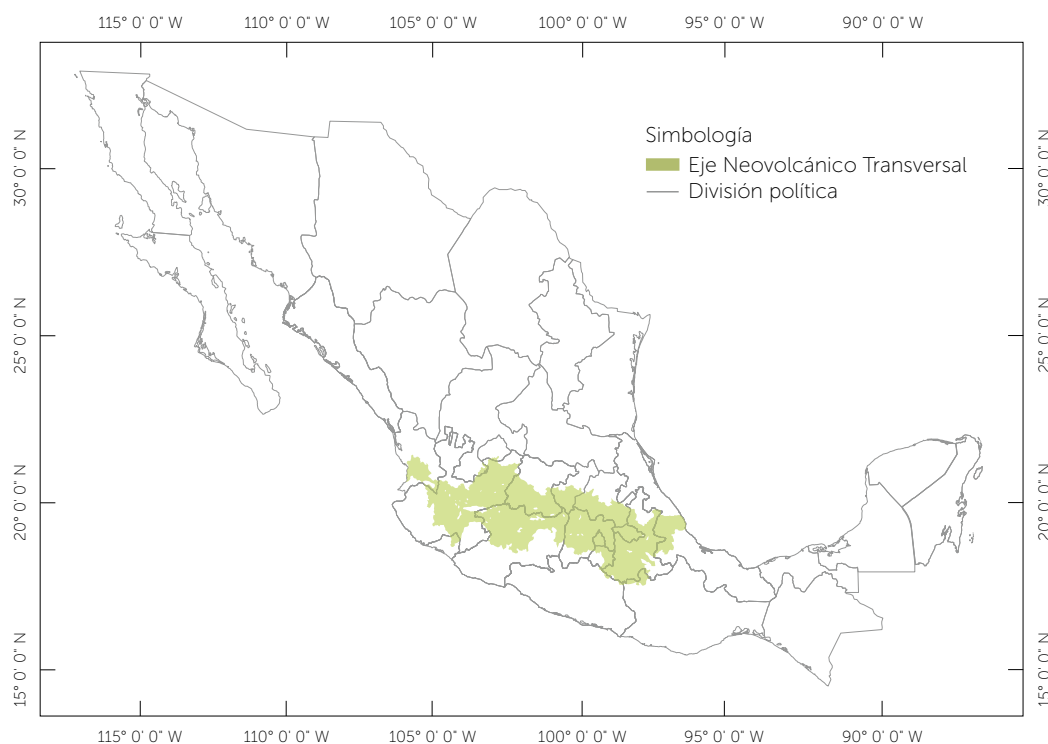 115° 0' 0" W 110° 0' 0" W 105° 0' 0" W 100° 0' 0" W 95° 0' 0" W 90° 0' 0" W
Simbología
Eje Neovolcánico Transversal
División política
30° 0' 0" N
25° 0' 0" N
20° 0' 0" N
15° 0' 0" N
30° 0' 0" N
25° 0' 0" N
20° 0' 0" N
15° 0' 0" N
115° 0' 0" W 110° 0' 0" W 105° 0' 0" W 100° 0' 0" W 95° 0' 0" W 90° 0' 0" W